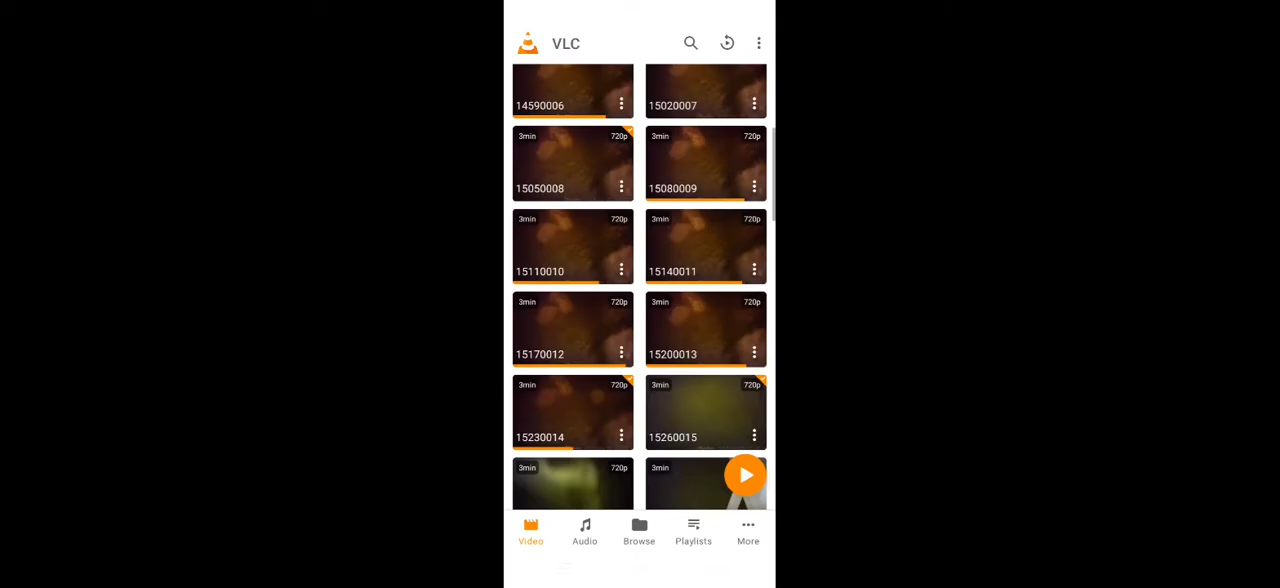 VLC
14590006
15020007
3min 720p
15050008
3min 720p
15080009
3min 720p
15110010
3min 720p
15140011
3min 720p
15170012
3min 720p
15200013
3min 720p
15230014
3min 720p
15260015
3min 720p
3min
Video Audio Browse Playlists More